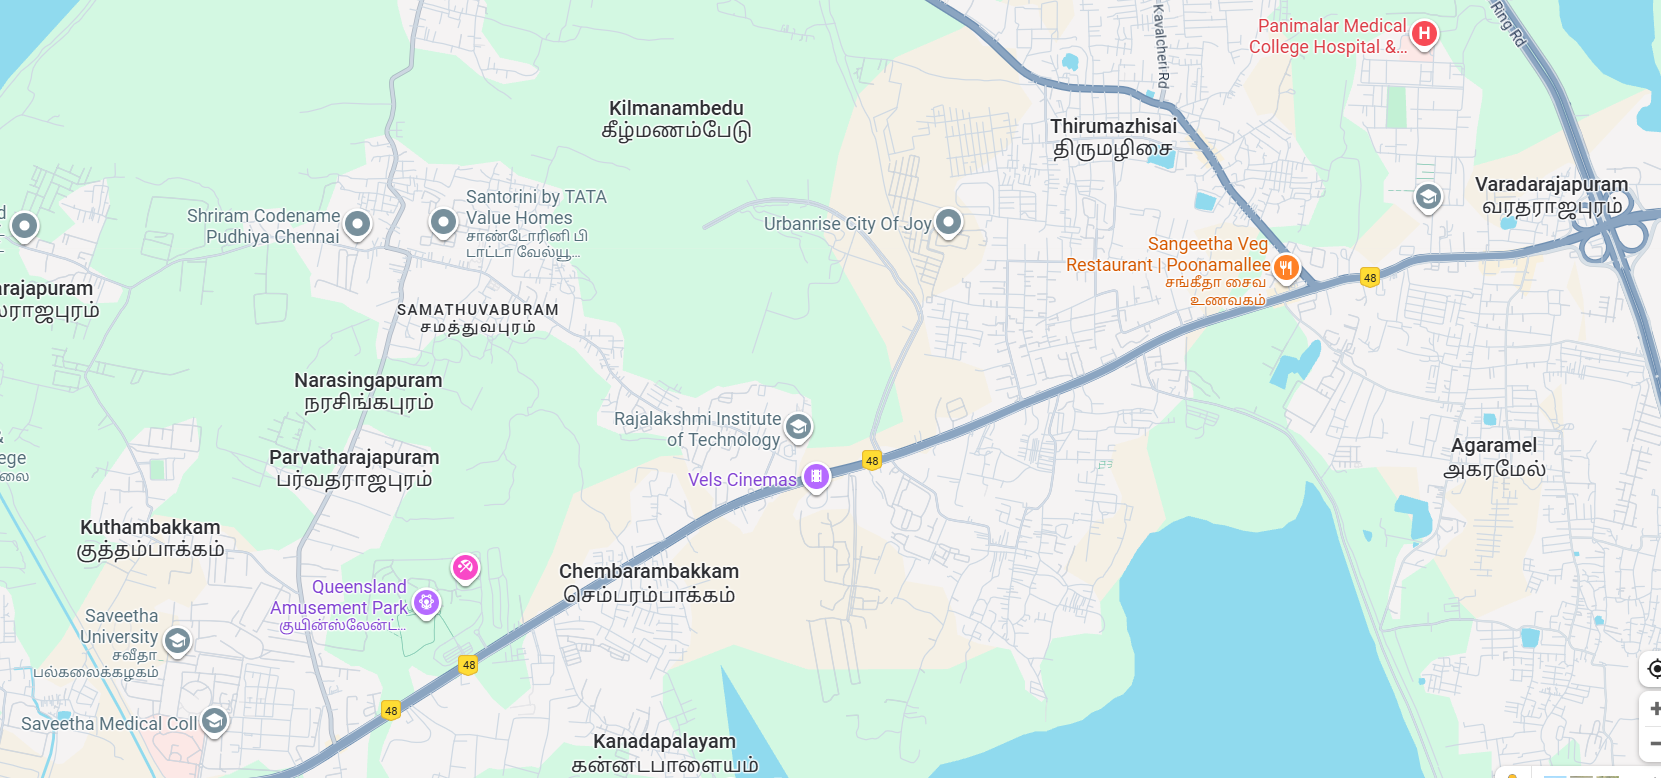 Panimalar Medical
College Hospital &...
Ring Rd
Kavalcheri Rd
Kilmanambedu
கீழ்மணம்பேடு
Thirumazhisai
திருமழிசை
Varadarajapuram
வரதராஜபுரம்
Santorini by TATA
Value Homes
சாண்டோரினி பி
டாட்டா வேல்யூ...
Shriram Codename
Pudhiya Chennai
Urbanrise City Of Joy
Sangeetha Veg
Restaurant | Poonamallee
சங்கீதா சைவ
உணவகம்
48
arajapuram
லராஜபுரம்
SAMATHUVABURAM
சமத்துவபுரம்
Narasingapuram
நரசிங்கபுரம்
Rajalakshmi Institute
of Technology
Vels Cinemas
48
Agaramel
அகரமேல்
&
ege
லை
Parvatharajapuram
பர்வதராஜபுரம்
Kuthambakkam
குத்தம்பாக்கம்
Chembarambakkam
செம்பரம்பாக்கம்
Queensland
Amusement Park
குயின்ஸ்லேன்ட்...
Saveetha
University
சவீதா
பல்கலைக்கழகம்
48
48
Saveetha Medical Coll
Kanadapalayam
கன்னடபாளையம்